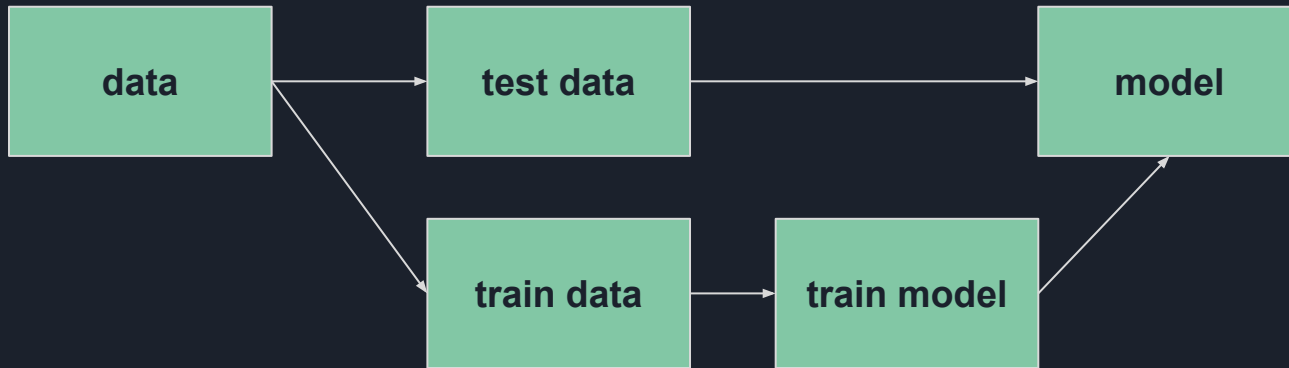 data
test data
model
train data
train model